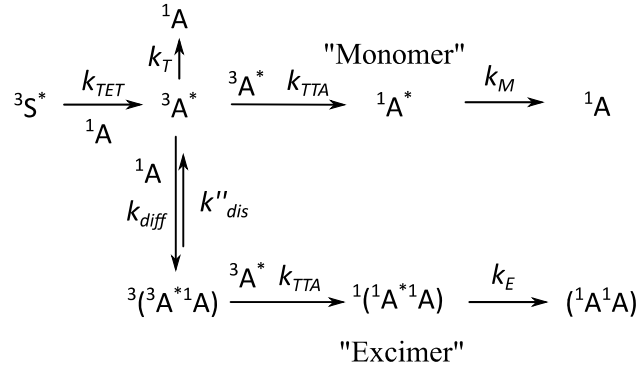 ¹A
k_T
"Monomer"
³S* k_TET ¹A ³A* ³A* k_TTA ¹A* k_M ¹A
¹A
k_diff k''_dis
³(³A*¹A) ³A* k_TTA ¹(¹A*¹A) k_E (¹A¹A)
"Excimer"